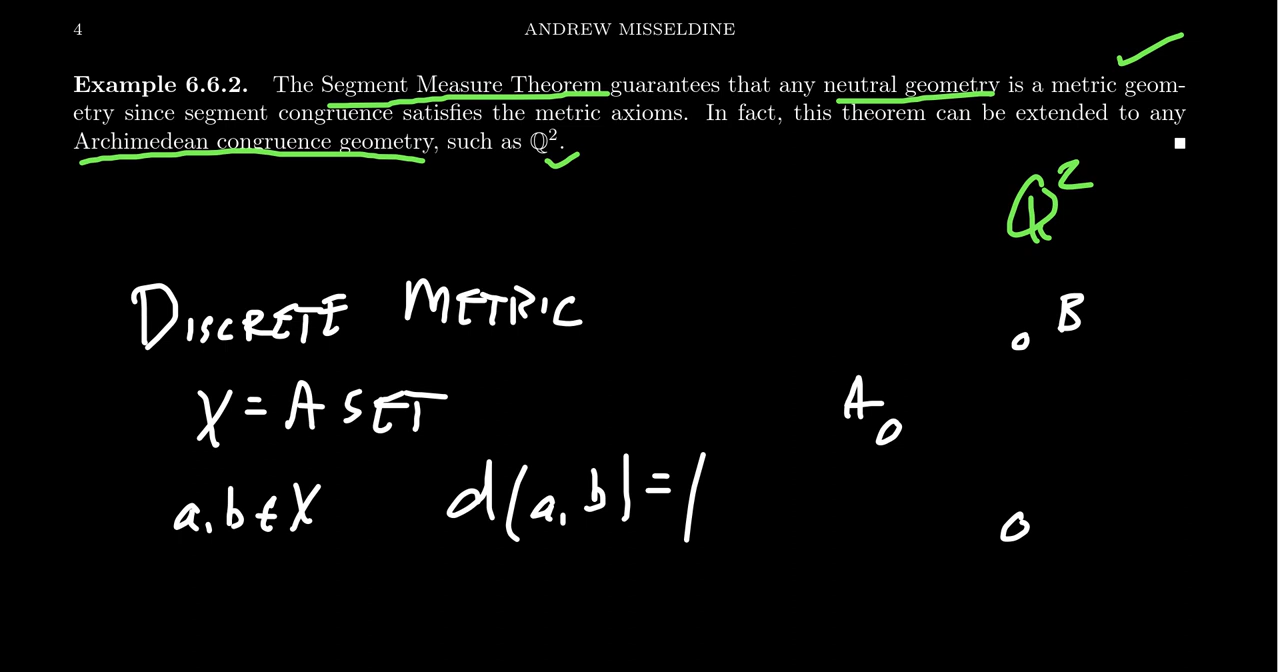 4 ANDREW MISSELDINE
Example 6.6.2. The Segment Measure Theorem guarantees that any neutral geometry is a metric geom-
etry since segment congruence satisfies the metric axioms. In fact, this theorem can be extended to any
Archimedean congruence geometry, such as ℚ².
ℚ²
DISCRETE METRIC
B
X = A SET
A
a, b ∈ X d(a, b) = 1